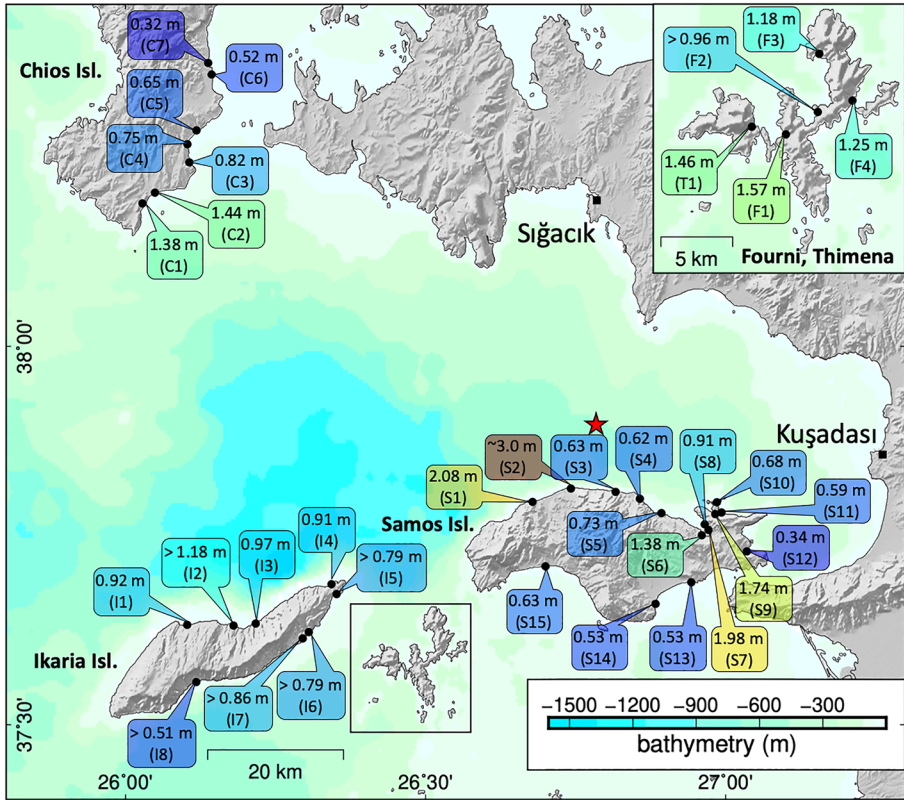 0.32 m
(C7)
Chios Isl.
0.52 m
(C6)
0.65 m
(C5)
0.75 m
(C4)
0.82 m
(C3)
1.44 m
(C2)
1.38 m
(C1)
Sığacık
1.18 m
(F3)
> 0.96 m
(F2)
1.25 m
(F4)
1.46 m
(T1)
1.57 m
(F1)
5 km
Fourni, Thimena
38°00'
Kuşadası
~3.0 m
(S2)
0.63 m
(S3)
0.62 m
(S4)
0.91 m
(S8)
0.68 m
(S10)
2.08 m
(S1)
0.59 m
(S11)
Samos Isl.
0.73 m
(S5)
1.38 m
(S6)
0.34 m
(S12)
1.74 m
(S9)
0.63 m
(S15)
0.53 m
(S14)
0.53 m
(S13)
1.98 m
(S7)
0.91 m
(I4)
0.97 m
(I3)
> 1.18 m
(I2)
> 0.79 m
(I5)
0.92 m
(I1)
Ikaria Isl.
> 0.86 m
(I7)
> 0.79 m
(I6)
> 0.51 m
(I8)
20 km
37°30'
−1500 −1200 −900 −600 −300
bathymetry (m)
26°00' 26°30' 27°00'